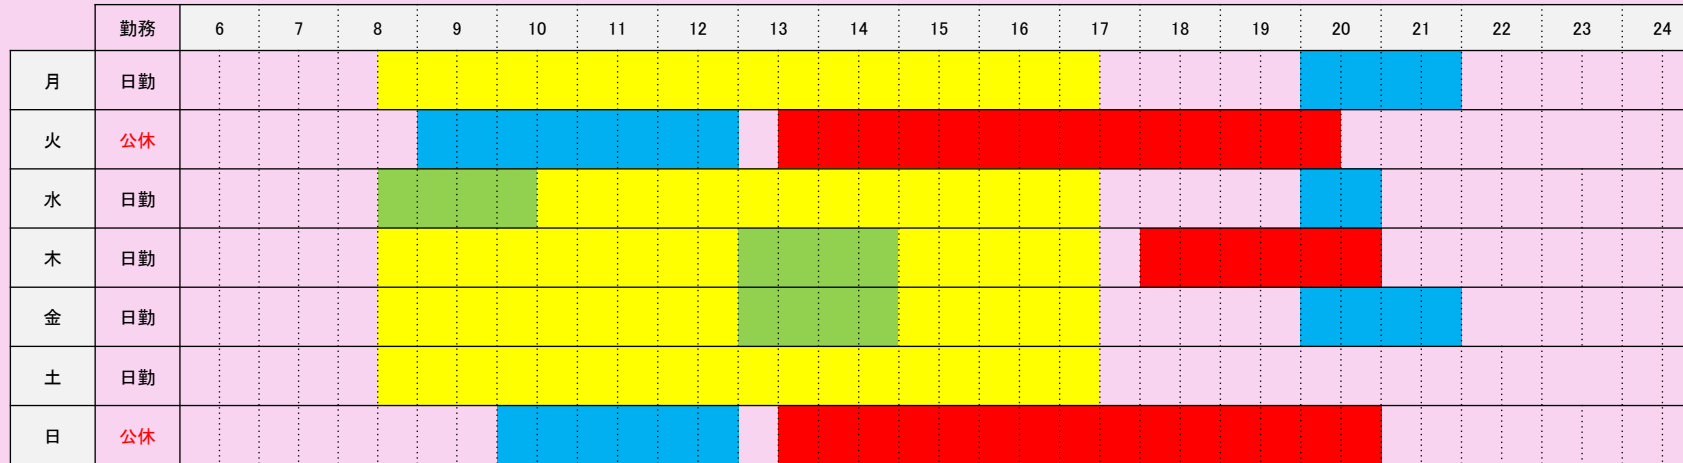 勤務 6 7 8 9 10 11 12 13 14 15 16 17 18 19 20 21 22 23 24
月 日勤
火 公休
水 日勤
木 日勤
金 日勤
土 日勤
日 公休